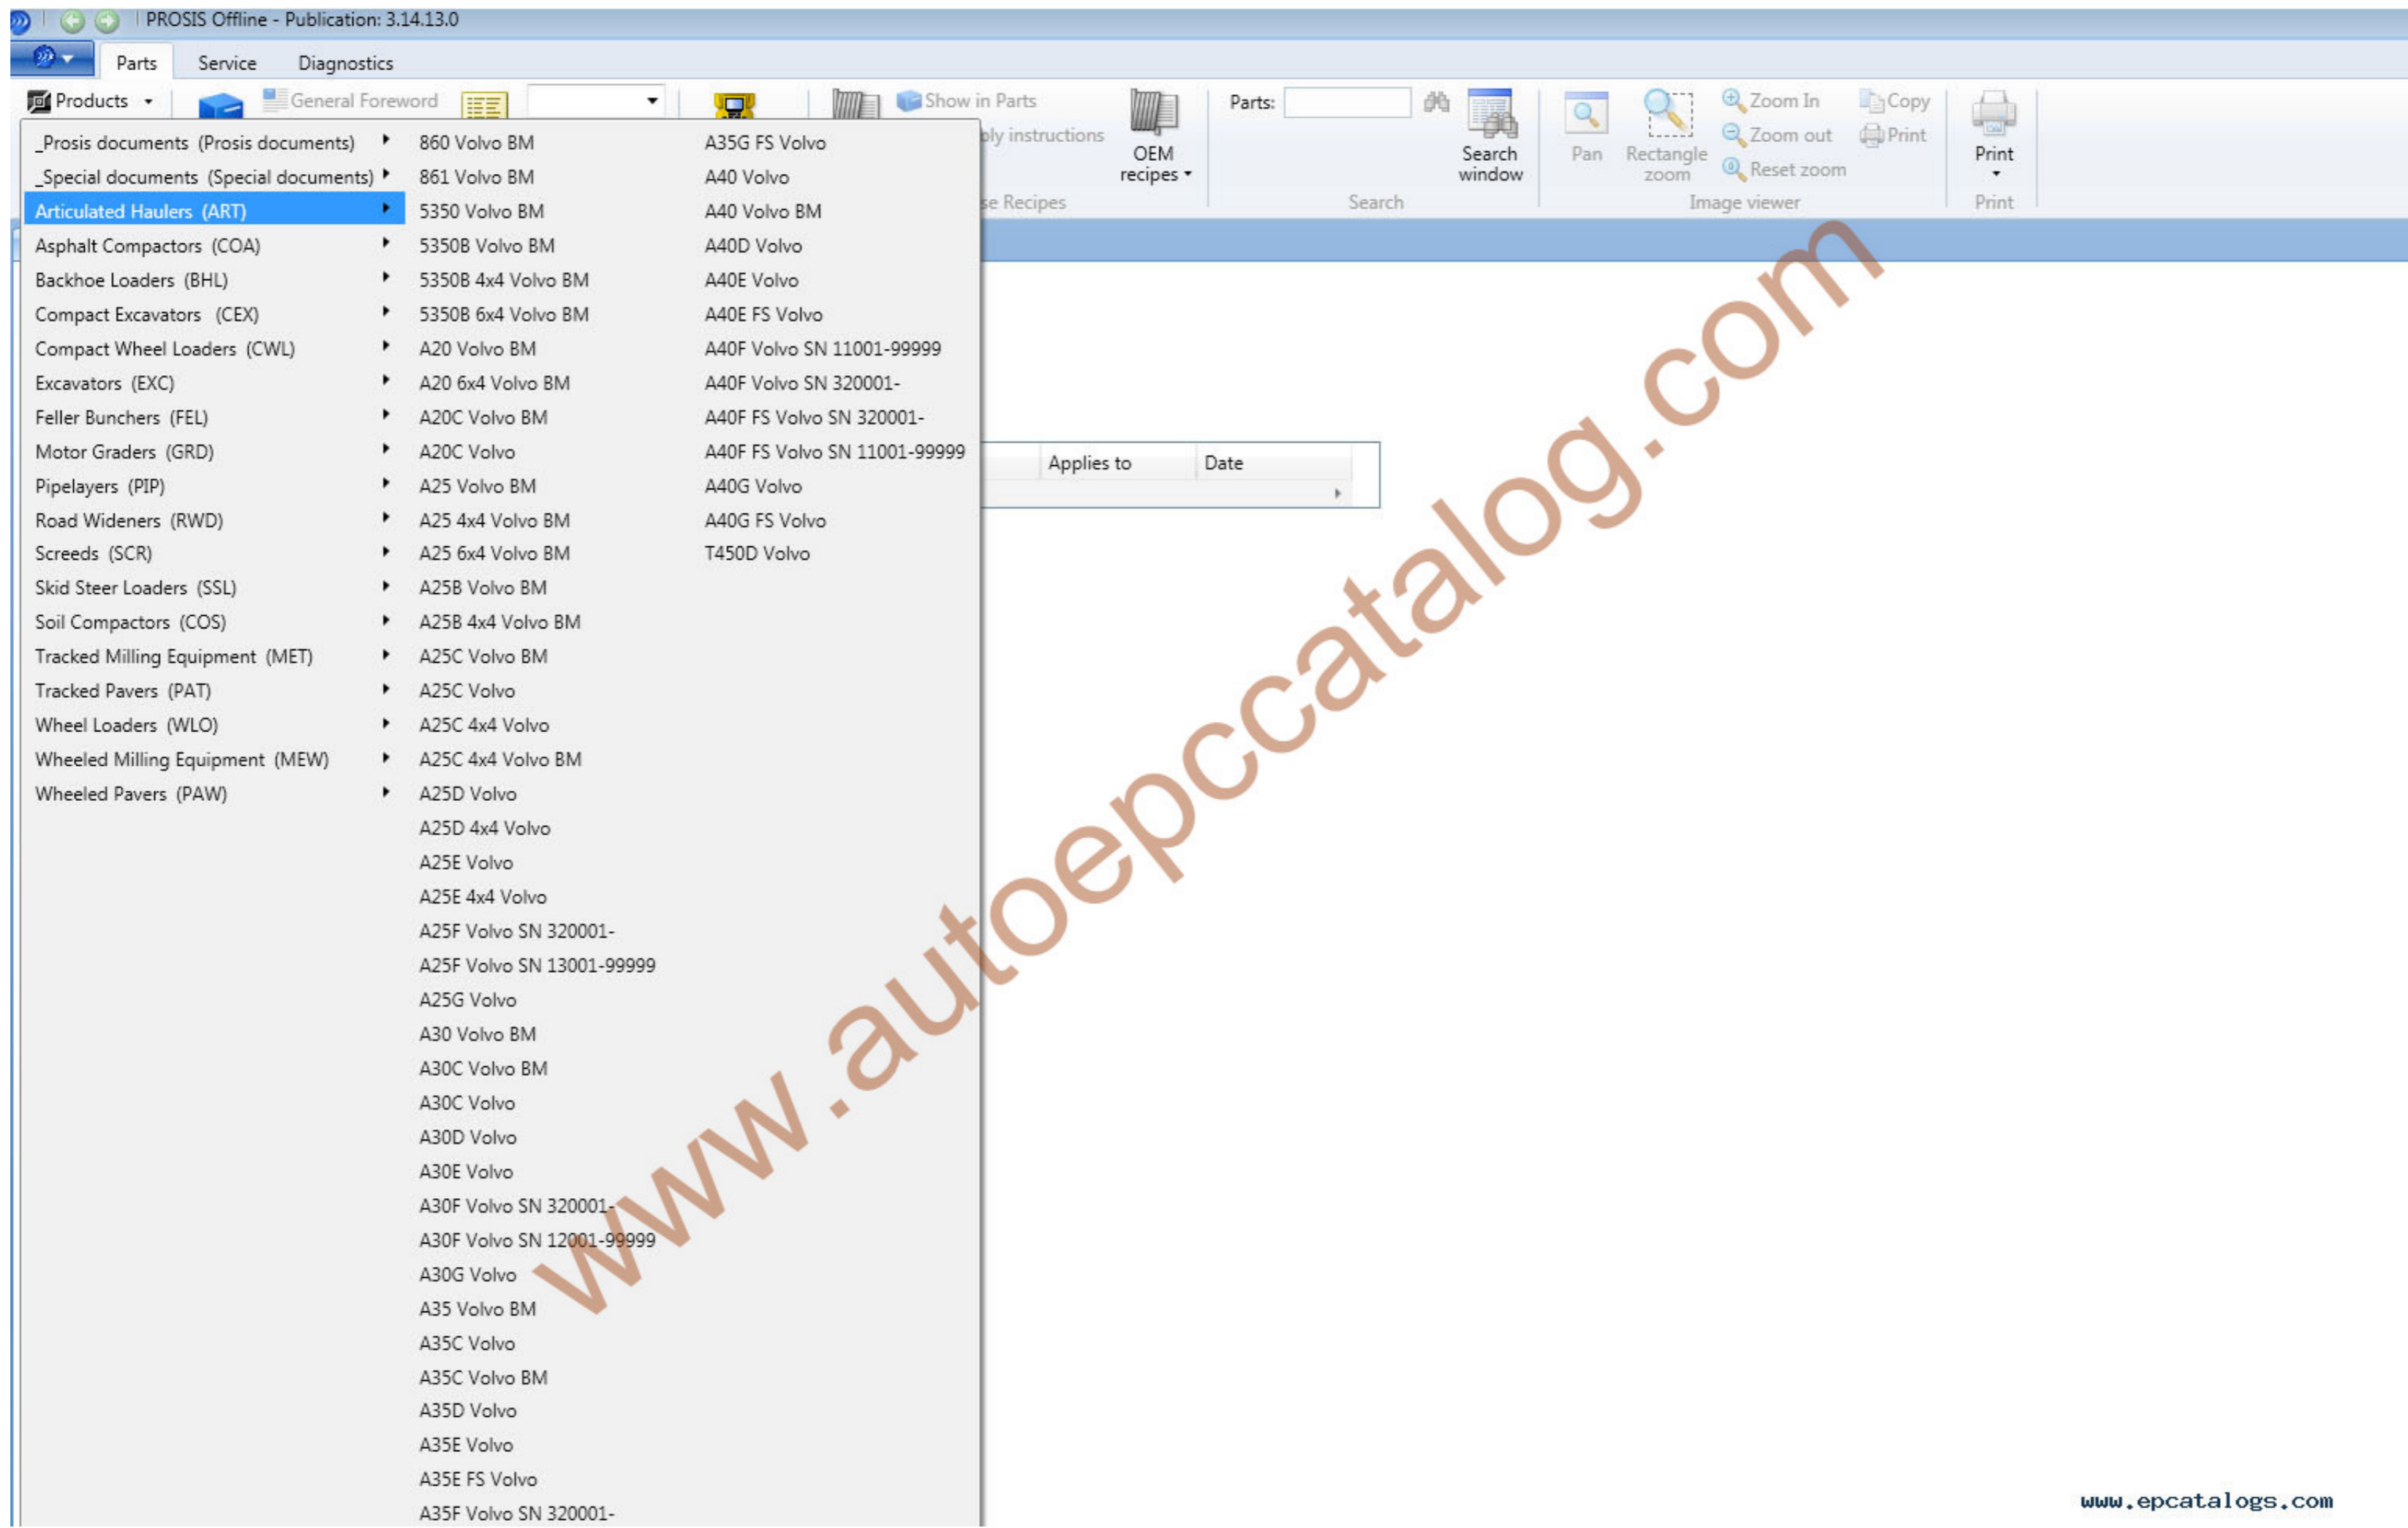 PROSIS Offline - Publication: 3.14.13.0
Parts Service Diagnostics
Products
General Foreword
Show in Parts
bly instructions
OEM recipes
se Recipes
Parts:
Search window
Search
Pan
Rectangle zoom
Zoom In
Zoom out
Reset zoom
Image viewer
Copy
Print
Print
Print
_Prosis documents (Prosis documents)
_Special documents (Special documents)
Articulated Haulers (ART)
Asphalt Compactors (COA)
Backhoe Loaders (BHL)
Compact Excavators (CEX)
Compact Wheel Loaders (CWL)
Excavators (EXC)
Feller Bunchers (FEL)
Motor Graders (GRD)
Pipelayers (PIP)
Road Wideners (RWD)
Screeds (SCR)
Skid Steer Loaders (SSL)
Soil Compactors (COS)
Tracked Milling Equipment (MET)
Tracked Pavers (PAT)
Wheel Loaders (WLO)
Wheeled Milling Equipment (MEW)
Wheeled Pavers (PAW)
860 Volvo BM
861 Volvo BM
5350 Volvo BM
5350B Volvo BM
5350B 4x4 Volvo BM
5350B 6x4 Volvo BM
A20 Volvo BM
A20 6x4 Volvo BM
A20C Volvo BM
A20C Volvo
A25 Volvo BM
A25 4x4 Volvo BM
A25 6x4 Volvo BM
A25B Volvo BM
A25B 4x4 Volvo BM
A25C Volvo BM
A25C Volvo
A25C 4x4 Volvo
A25C 4x4 Volvo BM
A25D Volvo
A25D 4x4 Volvo
A25E Volvo
A25E 4x4 Volvo
A25F Volvo SN 320001-
A25F Volvo SN 13001-99999
A25G Volvo
A30 Volvo BM
A30C Volvo BM
A30C Volvo
A30D Volvo
A30E Volvo
A30F Volvo SN 320001-
A30F Volvo SN 12001-99999
A30G Volvo
A35 Volvo BM
A35C Volvo
A35C Volvo BM
A35D Volvo
A35E Volvo
A35E FS Volvo
A35F Volvo SN 320001-
A35G FS Volvo
A40 Volvo
A40 Volvo BM
A40D Volvo
A40E Volvo
A40E FS Volvo
A40F Volvo SN 11001-99999
A40F Volvo SN 320001-
A40F FS Volvo SN 320001-
A40F FS Volvo SN 11001-99999
A40G Volvo
A40G FS Volvo
T450D Volvo
Applies to Date
www.autoepccatalog.com
www.epcatalogs.com